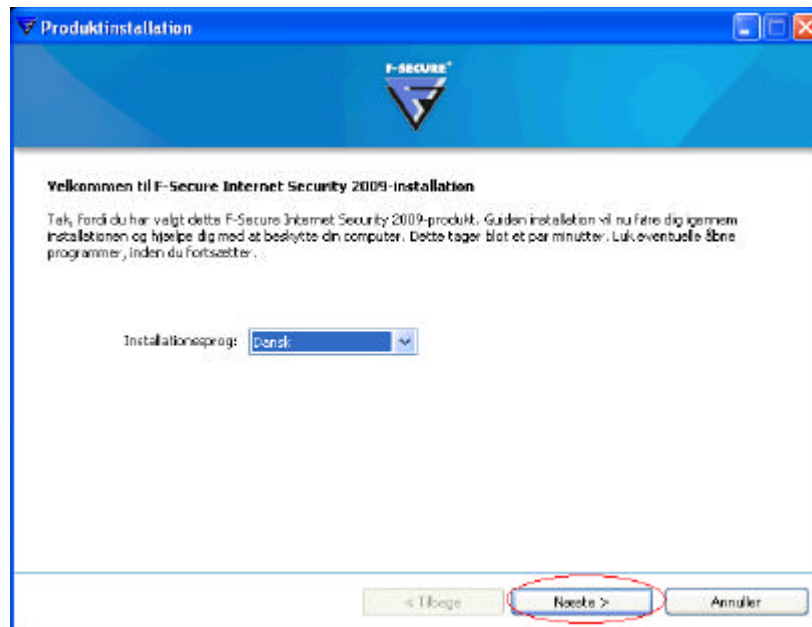 Produktinstallation
F-SECURE
Velkommen til F-Secure Internet Security 2009-installation
Tak, fordi du har valgt dette F-Secure Internet Security 2009-produkt. Guiden installation vil nu føre dig igennem
installationen og hjælpe dig med at beskytte din computer. Dette tager blot et par minutter. Luk eventuelle åbne
programmer, inden du fortsætter.
Installationssprog: Dansk
< Tilbage Næste > Annuller